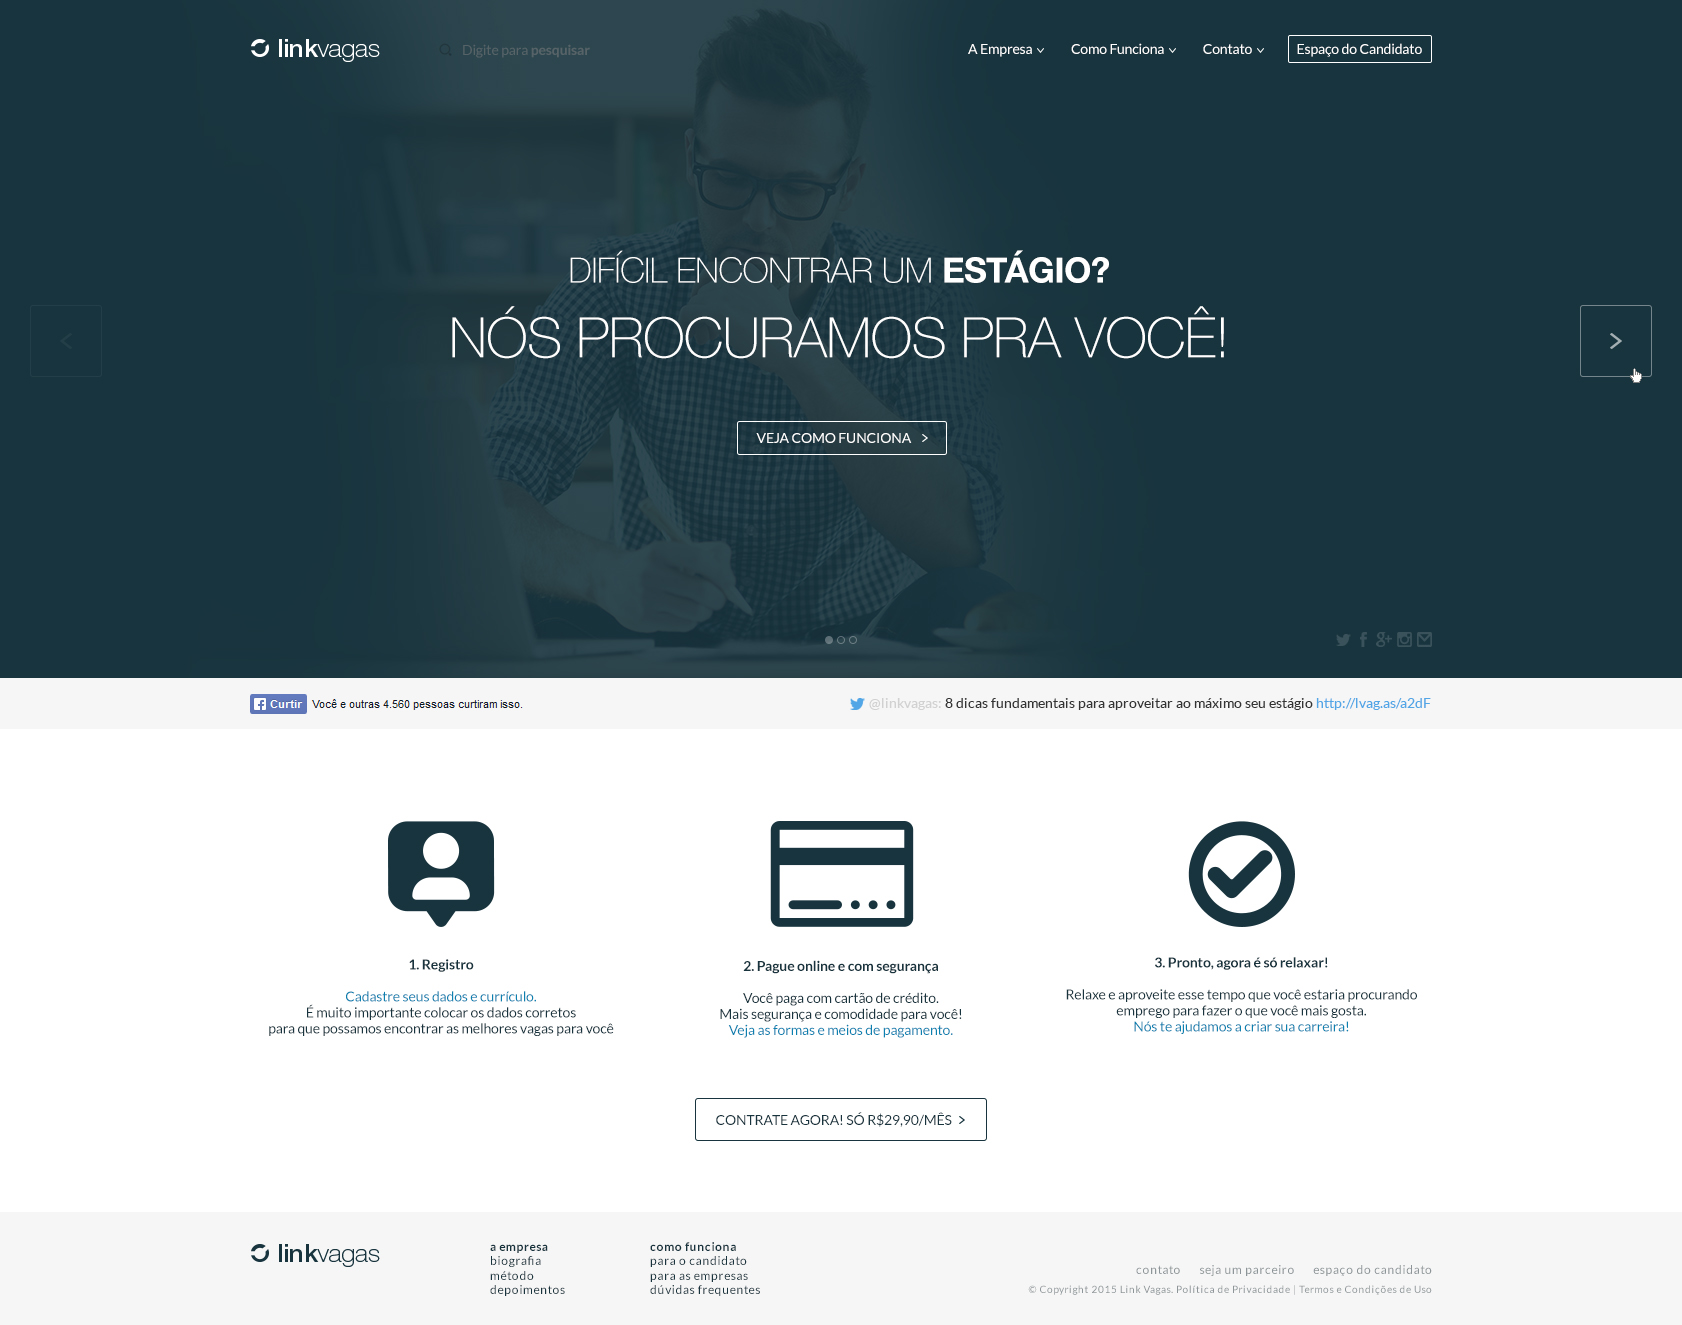 linkvagas
Digite para pesquisar
A Empresa
Como Funciona
Contato
Espaço do Candidato
DIFÍCIL ENCONTRAR UM ESTÁGIO?
NÓS PROCURAMOS PRA VOCÊ!
VEJA COMO FUNCIONA >
Curtir
Você e outras 4.560 pessoas curtiram isso.
@linkvagas: 8 dicas fundamentais para aproveitar ao máximo seu estágio http://lvag.as/a2dF
1. Registro
Cadastre seus dados e currículo.
É muito importante colocar os dados corretos
para que possamos encontrar as melhores vagas para você
2. Pague online e com segurança
Você paga com cartão de crédito.
Mais segurança e comodidade para você!
Veja as formas e meios de pagamento.
3. Pronto, agora é só relaxar!
Relaxe e aproveite esse tempo que você estaria procurando
emprego para fazer o que você mais gosta.
Nós te ajudamos a criar sua carreira!
CONTRATE AGORA! SÓ R$29,90/MÊS >
linkvagas
a empresa
biografia
método
depoimentos
como funciona
para o candidato
para as empresas
dúvidas frequentes
contato
seja um parceiro
espaço do candidato
© Copyright 2015 Link Vagas. Política de Privacidade | Termos e Condições de Uso